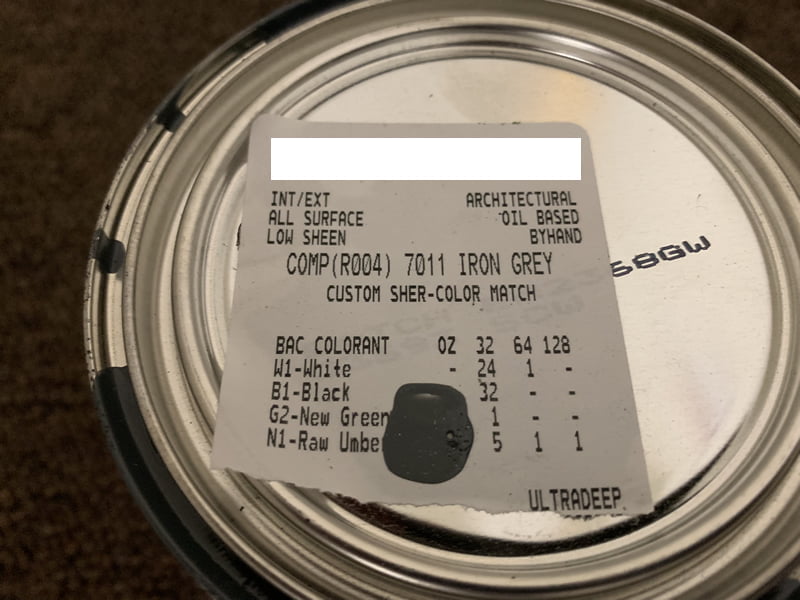 INT/EXT ARCHITECTURAL
ALL SURFACE OIL BASED
LOW SHEEN BYHAND
COMP(R004) 7011 IRON GREY
CUSTOM SHER-COLOR MATCH
BAC COLORANT OZ 32 64 128
W1-White - 24 1 -
B1-Black 32 - -
G2-New Green 1 - -
N1-Raw Umbe 5 1 1
ULTRADEEP
68GW